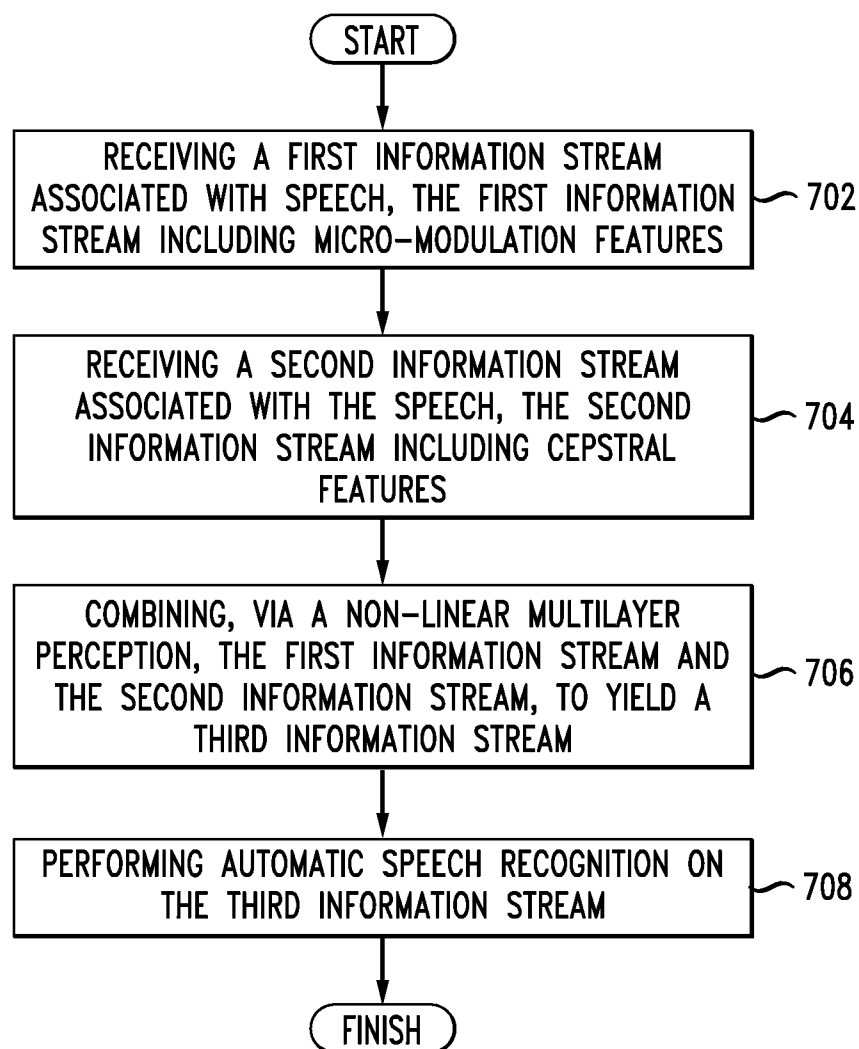 START
RECEIVING A FIRST INFORMATION STREAM
ASSOCIATED WITH SPEECH, THE FIRST INFORMATION
STREAM INCLUDING MICRO-MODULATION FEATURES
702
RECEIVING A SECOND INFORMATION STREAM
ASSOCIATED WITH THE SPEECH, THE SECOND
INFORMATION STREAM INCLUDING CEPSTRAL
FEATURES
704
COMBINING, VIA A NON-LINEAR MULTILAYER
PERCEPTION, THE FIRST INFORMATION STREAM AND
THE SECOND INFORMATION STREAM, TO YIELD A
THIRD INFORMATION STREAM
706
PERFORMING AUTOMATIC SPEECH RECOGNITION ON
THE THIRD INFORMATION STREAM
708
FINISH